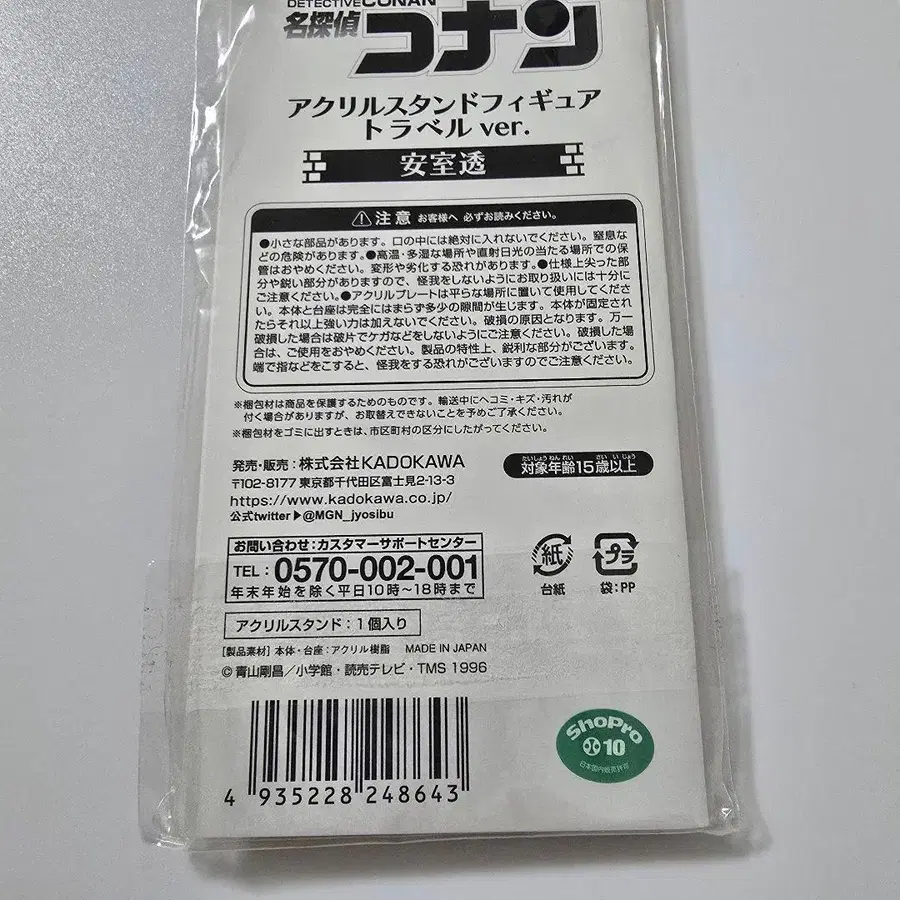 DETECTIVE CONAN
名探偵
コナン
アクリルスタンドフィギュア
トラベル ver.
安室透
⚠注意 お客様へ 必ずお読みください。
●小さな部品があります。口の中には絶対に入れないでください。窒息な
どの危険があります。●高温・多湿な場所や直射日光の当たる場所での保
管はおやめください。変形や劣化する恐れがあります。●仕様上尖った部
分や鋭い部分がありますので、怪我をしないようにお取り扱いには十分に
ご注意ください。●アクリルプレートは平らな場所に置いて使用してくださ
い。本体と台座は完全にはまらず多少の隙間が生じます。本体が固定され
たらそれ以上強い力は加えないでください。破損の原因となります。万一
破損した場合は破片でケガなどをしないようにご注意ください。破損した場
合は、ご使用をおやめください。製品の特性上、鋭利な部分がございます。
端で指などをこすると、怪我をする恐れがございますのでご注意ください。
※梱包材は商品を保護するためのものです。輸送中にヘコミ・キズ・汚れが
付く場合がありますが、お取替えできないことを予めご了承ください。
※梱包材をゴミに出すときは、市区町村の区分にしたがってください。
発売・販売：株式会社KADOKAWA
〒102-8177 東京都千代田区富士見2-13-3
https://www.kadokawa.co.jp/
公式twitter▶@MGN_jyosibu
たいしょうねんれい さいいじょう
対象年齢15歳以上
お問い合わせ：カスタマーサポートセンター
TEL：0570-002-001
年末年始を除く平日10時〜18時まで
紙
台紙
プラ
袋：PP
アクリルスタンド：1個入り
［製品素材］本体・台座：アクリル樹脂 MADE IN JAPAN
©青山剛昌／小学館・読売テレビ・TMS 1996
4 935228 248643
ShoPro
10
日本国内販売許可